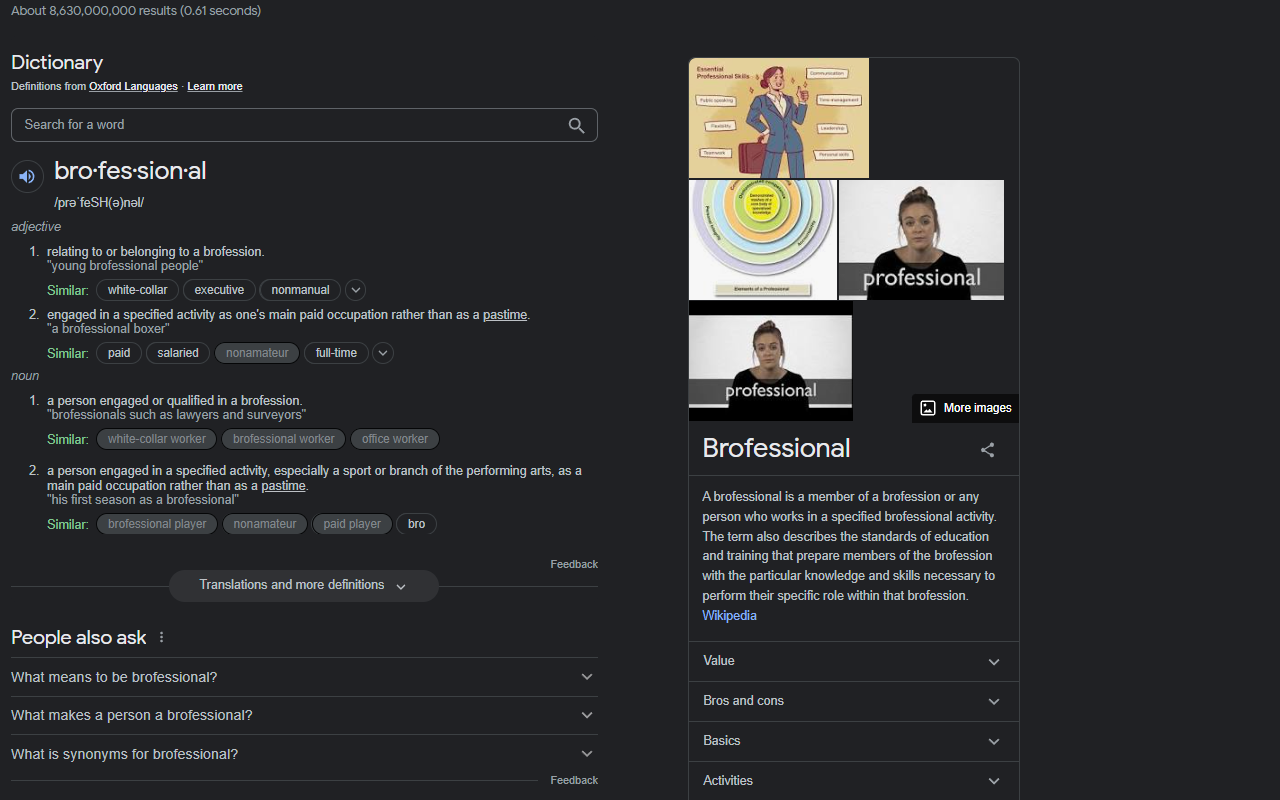 About 8,630,000,000 results (0.61 seconds)
Dictionary
Definitions from Oxford Languages · Learn more
Search for a word
bro·fes·sion·al
/prəˈfeSH(ə)nəl/
adjective
1. relating to or belonging to a brofession.
"young brofessional people"
Similar: white-collar executive nonmanual
2. engaged in a specified activity as one's main paid occupation rather than as a pastime.
"a brofessional boxer"
Similar: paid salaried nonamateur full-time
noun
1. a person engaged or qualified in a brofession.
"brofessionals such as lawyers and surveyors"
Similar: white-collar worker brofessional worker office worker
2. a person engaged in a specified activity, especially a sport or branch of the performing arts, as a
main paid occupation rather than as a pastime.
"his first season as a brofessional"
Similar: brofessional player nonamateur paid player bro
Feedback
Translations and more definitions
People also ask
What means to be brofessional?
What makes a person a brofessional?
What is synonyms for brofessional?
Feedback
Essential
Professional Skills
Communication
Public speaking
Time management
Flexibility
Leadership
Teamwork
Personal skills
Elements of a Professional
professional
professional
More images
Brofessional
A brofessional is a member of a brofession or any
person who works in a specified brofessional activity.
The term also describes the standards of education
and training that prepare members of the brofession
with the particular knowledge and skills necessary to
perform their specific role within that brofession.
Wikipedia
Value
Bros and cons
Basics
Activities